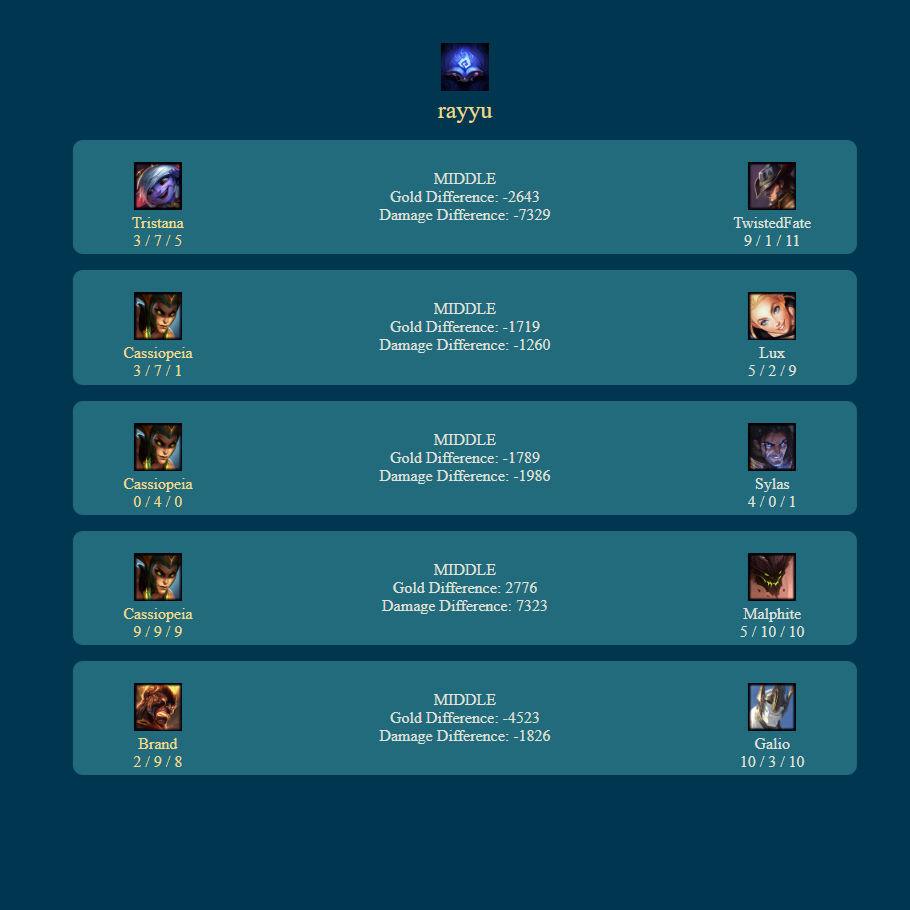 rayyu
MIDDLE
Gold Difference: -2643
Damage Difference: -7329
Tristana
3 / 7 / 5
TwistedFate
9 / 1 / 11
MIDDLE
Gold Difference: -1719
Damage Difference: -1260
Cassiopeia
3 / 7 / 1
Lux
5 / 2 / 9
MIDDLE
Gold Difference: -1789
Damage Difference: -1986
Cassiopeia
0 / 4 / 0
Sylas
4 / 0 / 1
MIDDLE
Gold Difference: 2776
Damage Difference: 7323
Cassiopeia
9 / 9 / 9
Malphite
5 / 10 / 10
MIDDLE
Gold Difference: -4523
Damage Difference: -1826
Brand
2 / 9 / 8
Galio
10 / 3 / 10